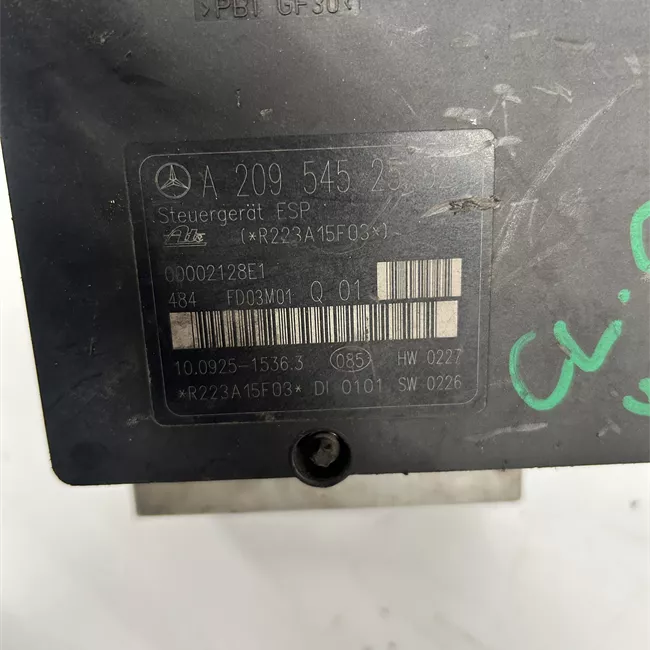 >PBT GF30<
A 209 545
Steuergerät ESP
Ate (*R223A15F03*)
00002128E1
484 FD03M01 Q 01
10.0925-1536.3 085 HW 0227
*R223A15F03* DI 0101 SW 0226